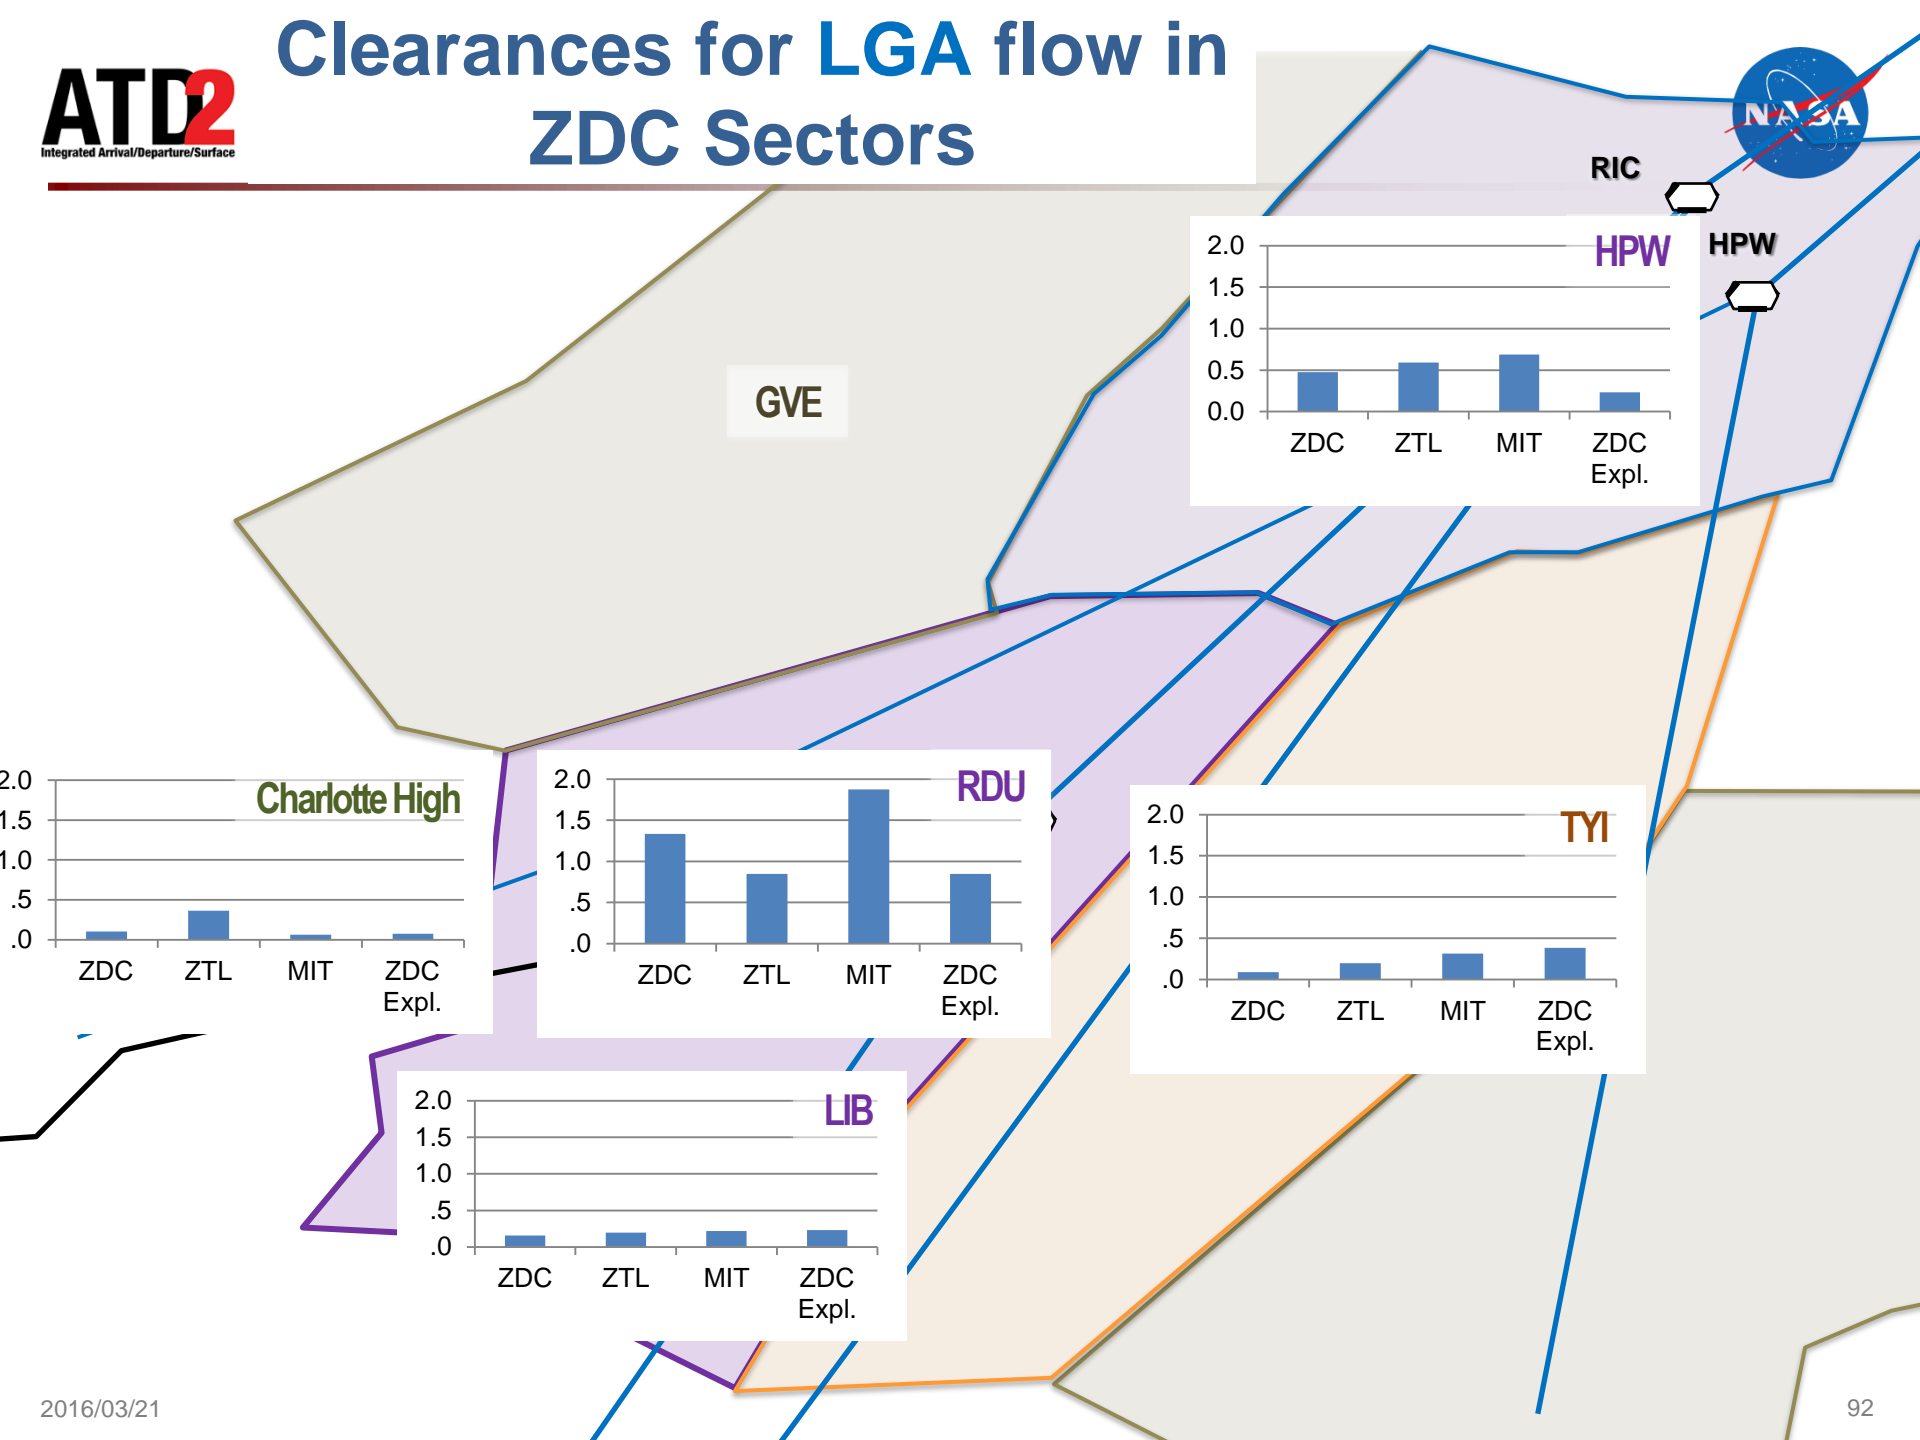 Clearances for LGA flow in
ZDC Sectors
ATD2
Integrated Arrival/Departure/Surface
NASA
RIC
HPW
HPW
2.0
1.5
1.0
0.5
0.0
ZDC ZTL MIT ZDC Expl.
GVE
Charlotte High
2.0
1.5
1.0
.5
.0
ZDC ZTL MIT ZDC Expl.
RDU
2.0
1.5
1.0
.5
.0
ZDC ZTL MIT ZDC Expl.
TYI
2.0
1.5
1.0
.5
.0
ZDC ZTL MIT ZDC Expl.
LIB
2.0
1.5
1.0
.5
.0
ZDC ZTL MIT ZDC Expl.
2016/03/21
92